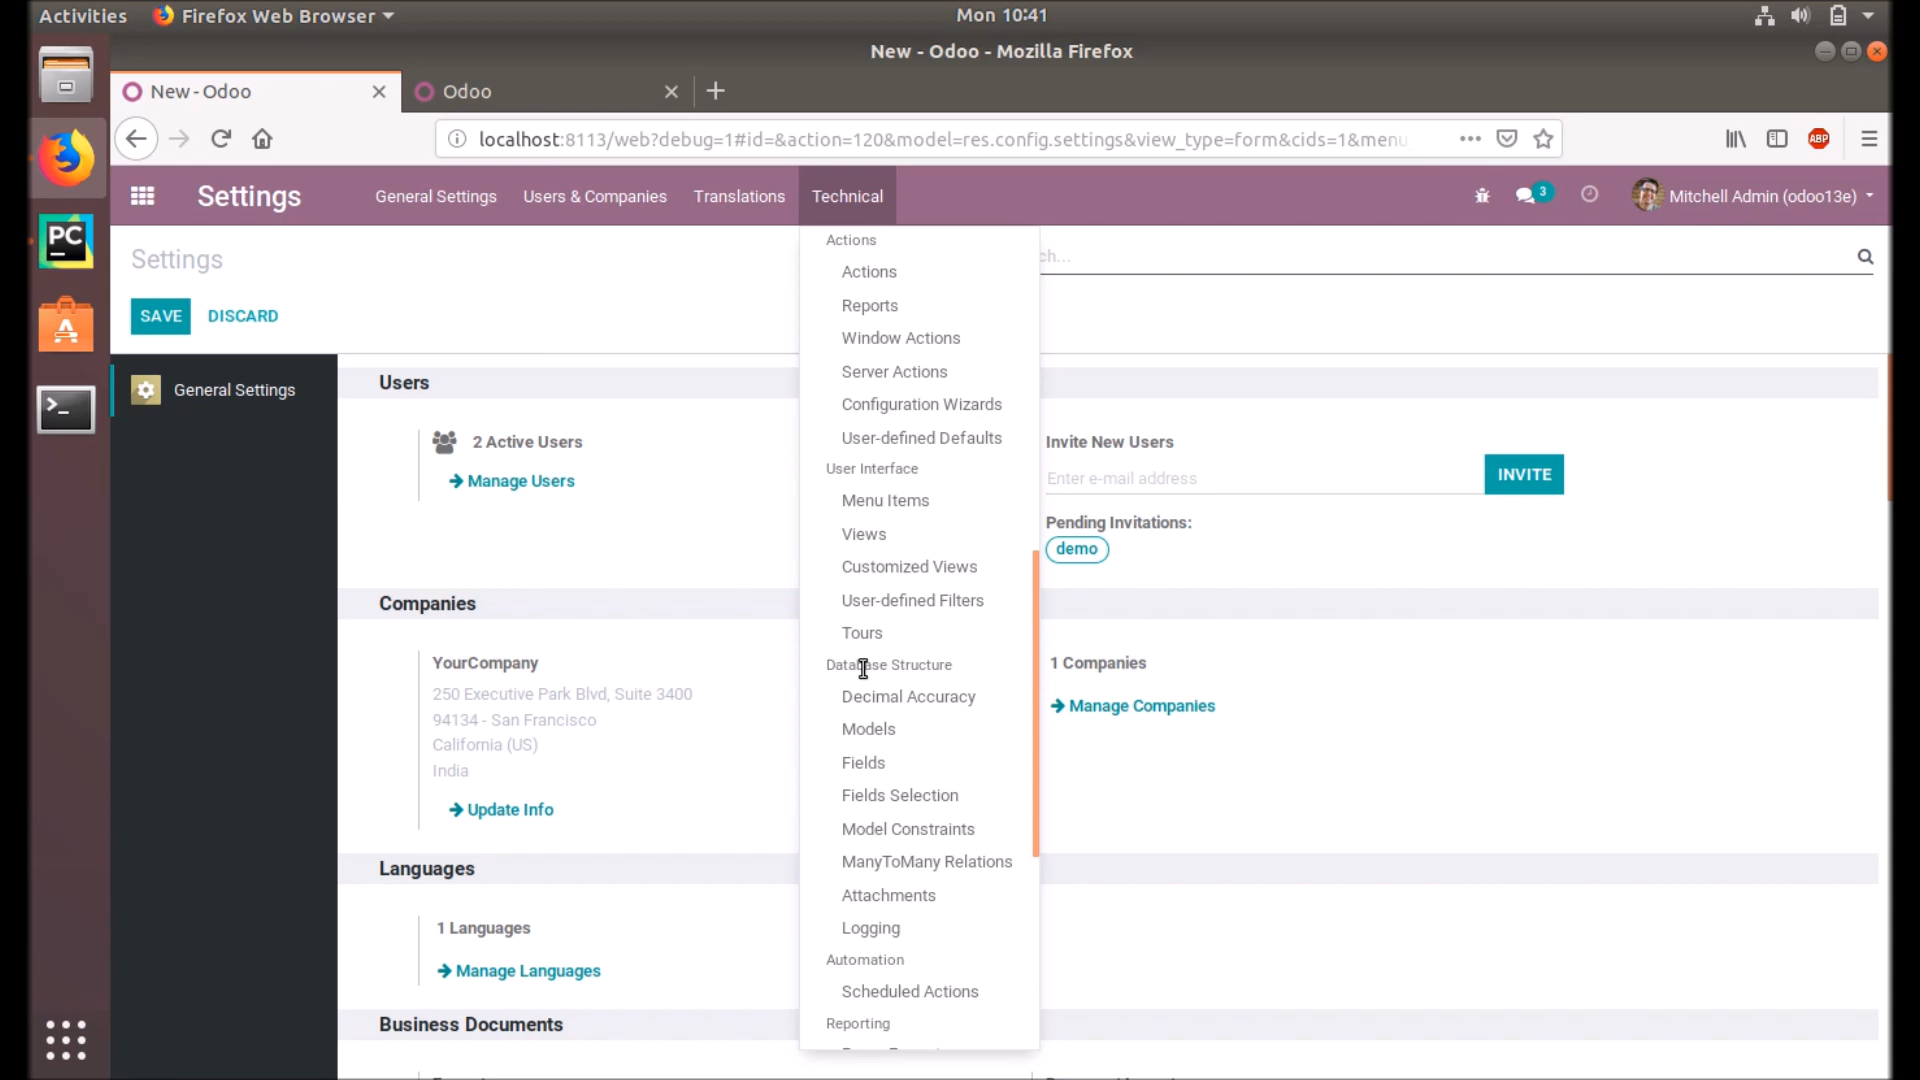 Activities
Firefox Web Browser
Mon 10:41
New - Odoo - Mozilla Firefox
New - Odoo
Odoo
localhost:8113/web?debug=1#id=&action=120&model=res.config.settings&view_type=form&cids=1&menu
ABP
PC
Settings
General Settings
Users & Companies
Translations
Technical
3
Mitchell Admin (odoo13e)
Settings
ch...
SAVE
DISCARD
General Settings
Actions
Actions
Reports
Window Actions
Server Actions
Configuration Wizards
User-defined Defaults
User Interface
Menu Items
Views
Customized Views
User-defined Filters
Tours
Database Structure
Decimal Accuracy
Models
Fields
Fields Selection
Model Constraints
ManyToMany Relations
Attachments
Logging
Automation
Scheduled Actions
Reporting
Users
2 Active Users
Manage Users
Invite New Users
Enter e-mail address
INVITE
Pending Invitations:
demo
Companies
YourCompany
250 Executive Park Blvd, Suite 3400
94134 - San Francisco
California (US)
India
Update Info
1 Companies
Manage Companies
Languages
1 Languages
Manage Languages
Business Documents